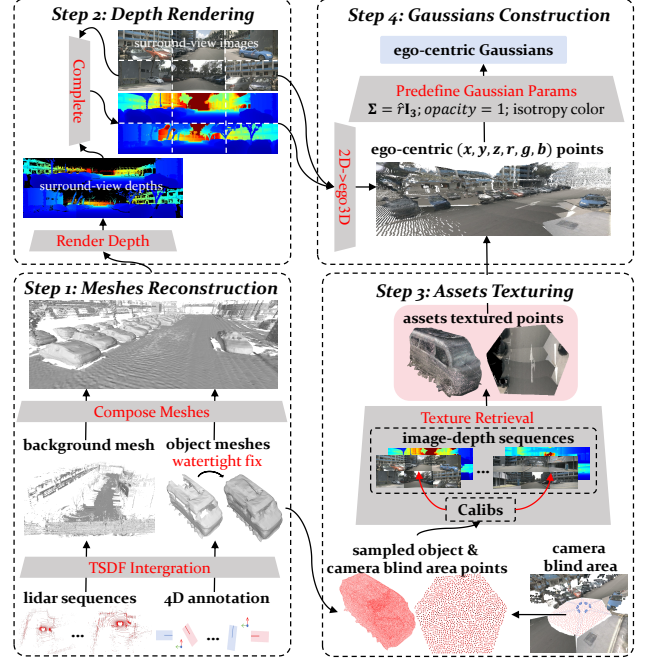 Step 2: Depth Rendering
surround-view images
Complete
surround-view depths
Render Depth
Step 4: Gaussians Construction
ego-centric Gaussians
Predefine Gaussian Params
Σ = r̂I₃; opacity = 1; isotropy color
ego-centric (x, y, z, r, g, b) points
2D->ego3D
Step 1: Meshes Reconstruction
Compose Meshes
background mesh
object meshes
watertight fix
TSDF Intergration
lidar sequences
4D annotation
...
...
Step 3: Assets Texturing
assets textured points
Texture Retrieval
image-depth sequences
...
Calibs
sampled object &
camera blind area points
camera
blind area